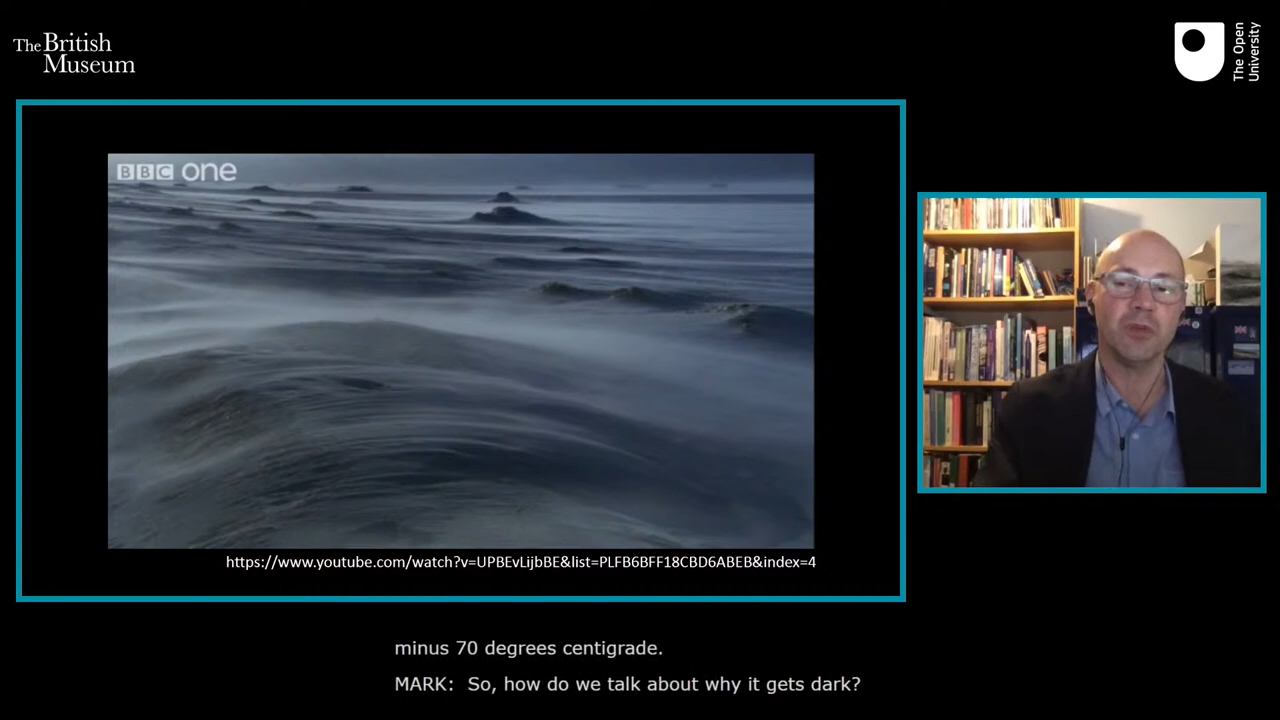 The British
Museum
The Open
University
BBC one
https://www.youtube.com/watch?v=UPBEvLijbBE&list=PLFB6BFF18CBD6ABEB&index=4
minus 70 degrees centigrade.
MARK:  So, how do we talk about why it gets dark?